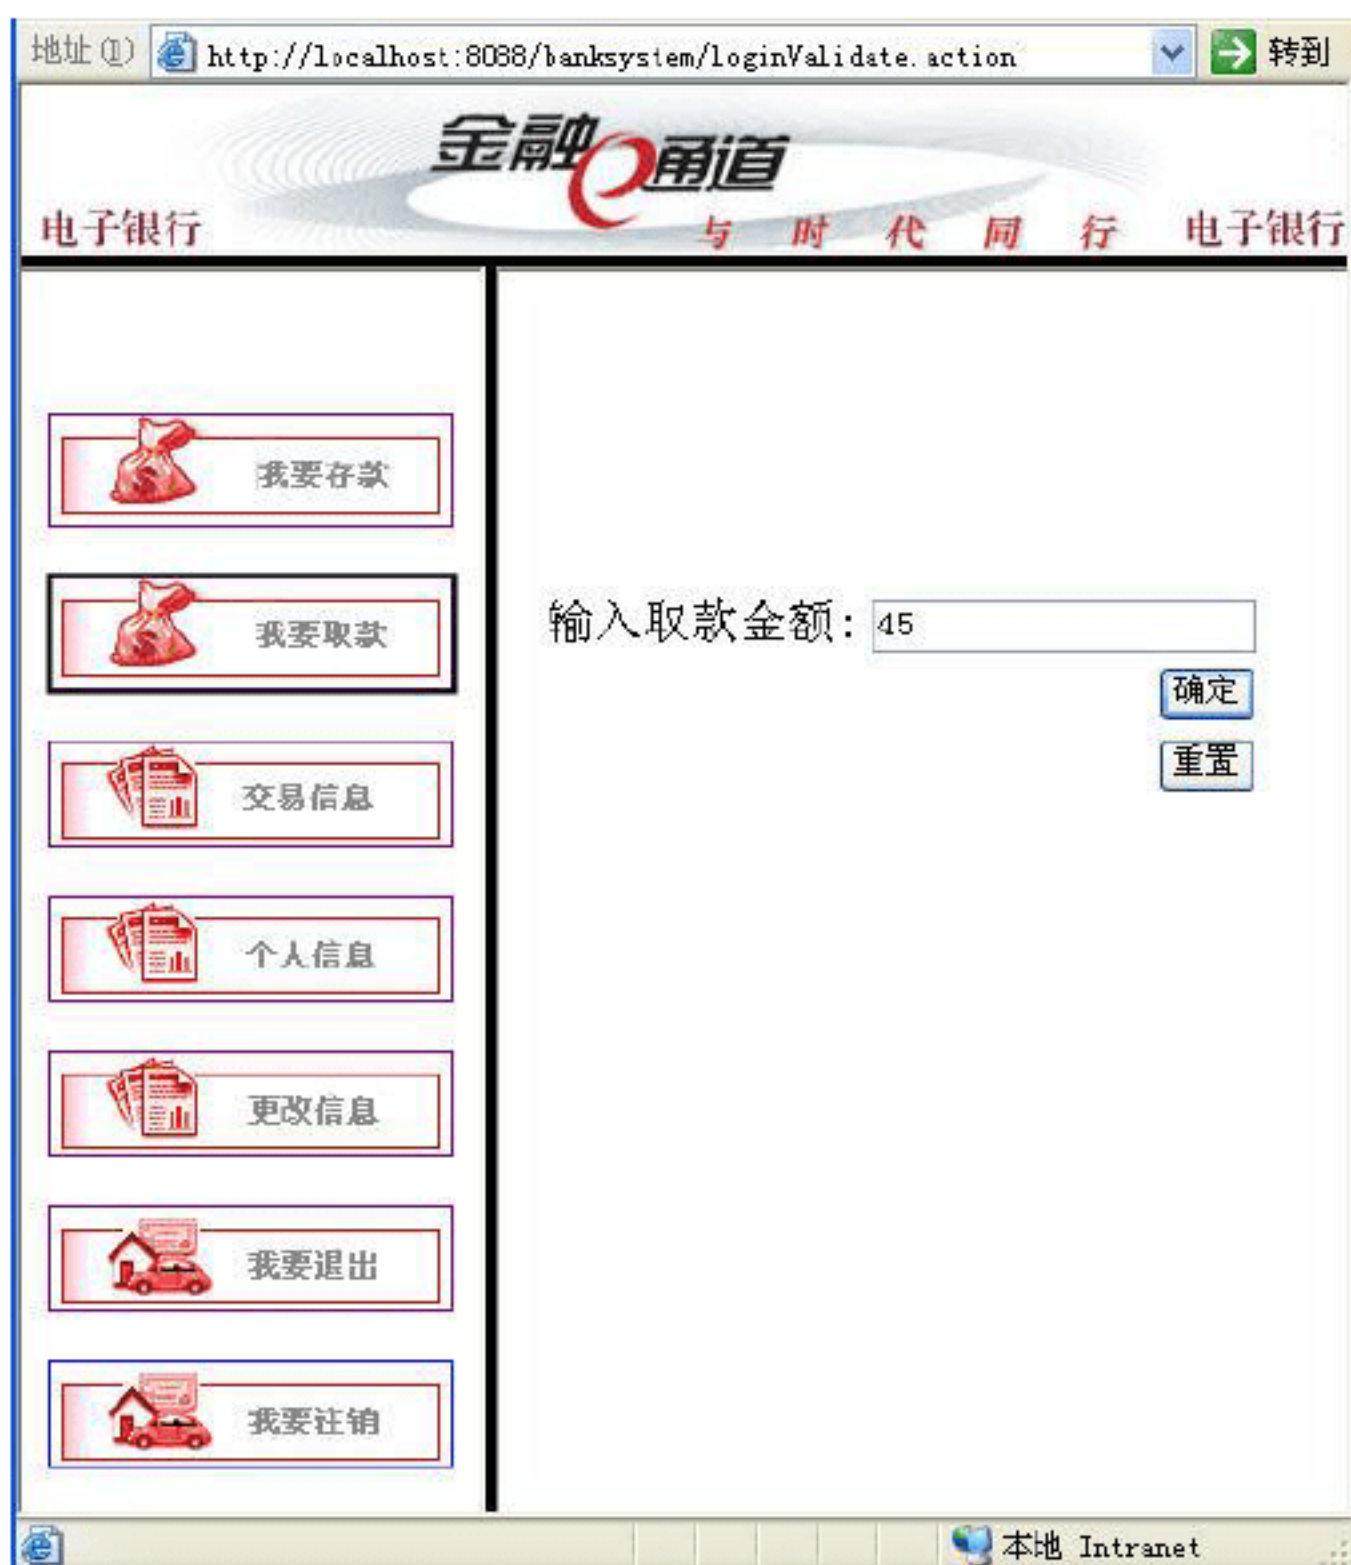 地址(D) http://localhost:8088/banksystem/loginValidate.action 转到
金融e通道
电子银行 与时代同行 电子银行
我要存款
我要取款
输入取款金额: 45
确定
重置
交易信息
个人信息
更改信息
我要退出
我要注销
本地 Intranet